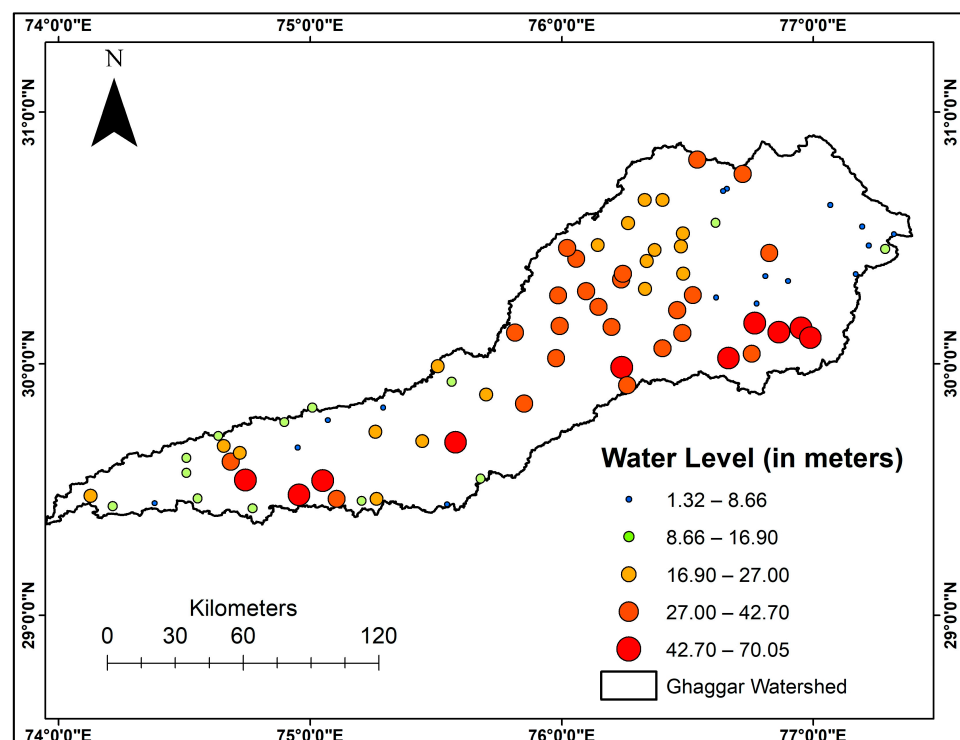 74°0'0"E 75°0'0"E 76°0'0"E 77°0'0"E
N
31°0'0"N 31°0'0"N
30°0'0"N 30°0'0"N
29°0'0"N 29°0'0"N
Water Level (in meters)
1.32 – 8.66
8.66 – 16.90
16.90 – 27.00
27.00 – 42.70
42.70 – 70.05
Ghaggar Watershed
Kilometers
0 30 60 120
74°0'0"E 75°0'0"E 76°0'0"E 77°0'0"E